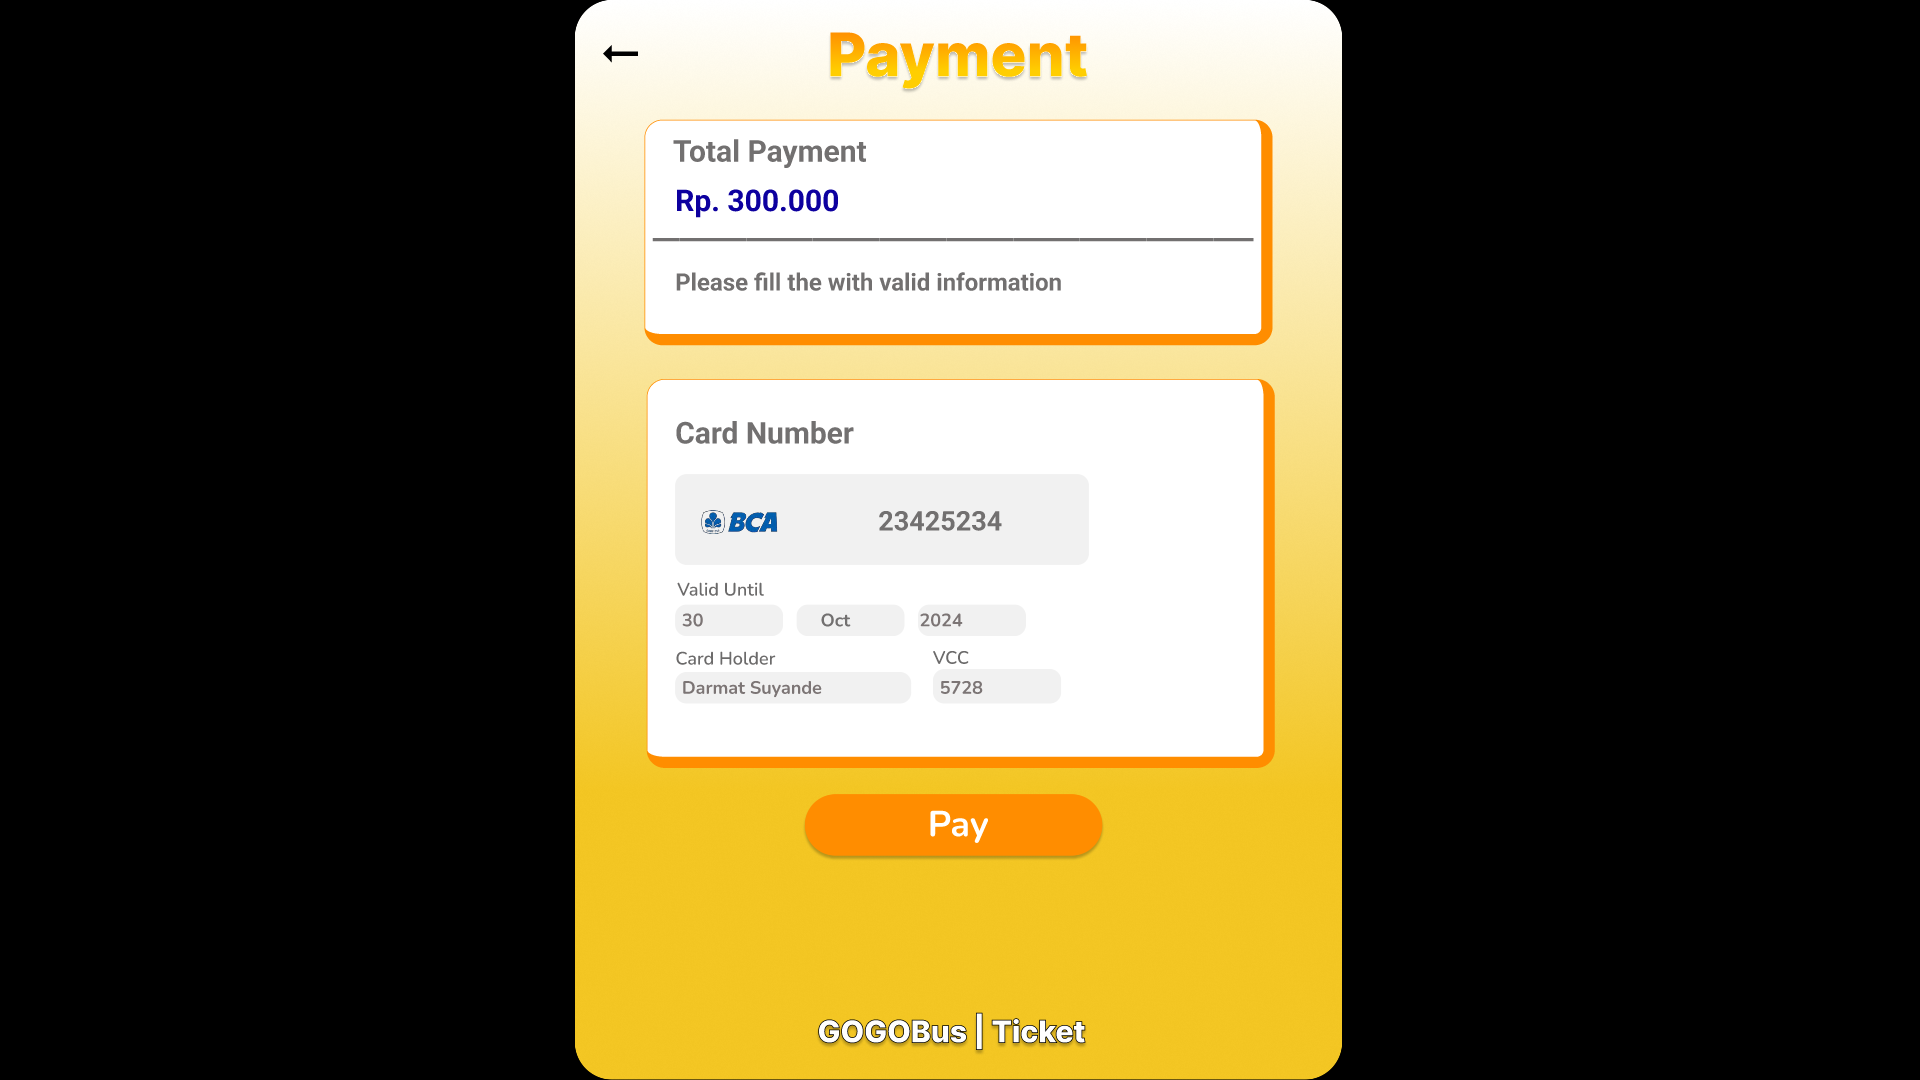 Payment
Total Payment
Rp. 300.000
Please fill the with valid information
Card Number
BCA 23425234
Valid Until
30 Oct 2024
Card Holder VCC
Darmat Suyande 5728
Pay
GOGOBus | Ticket